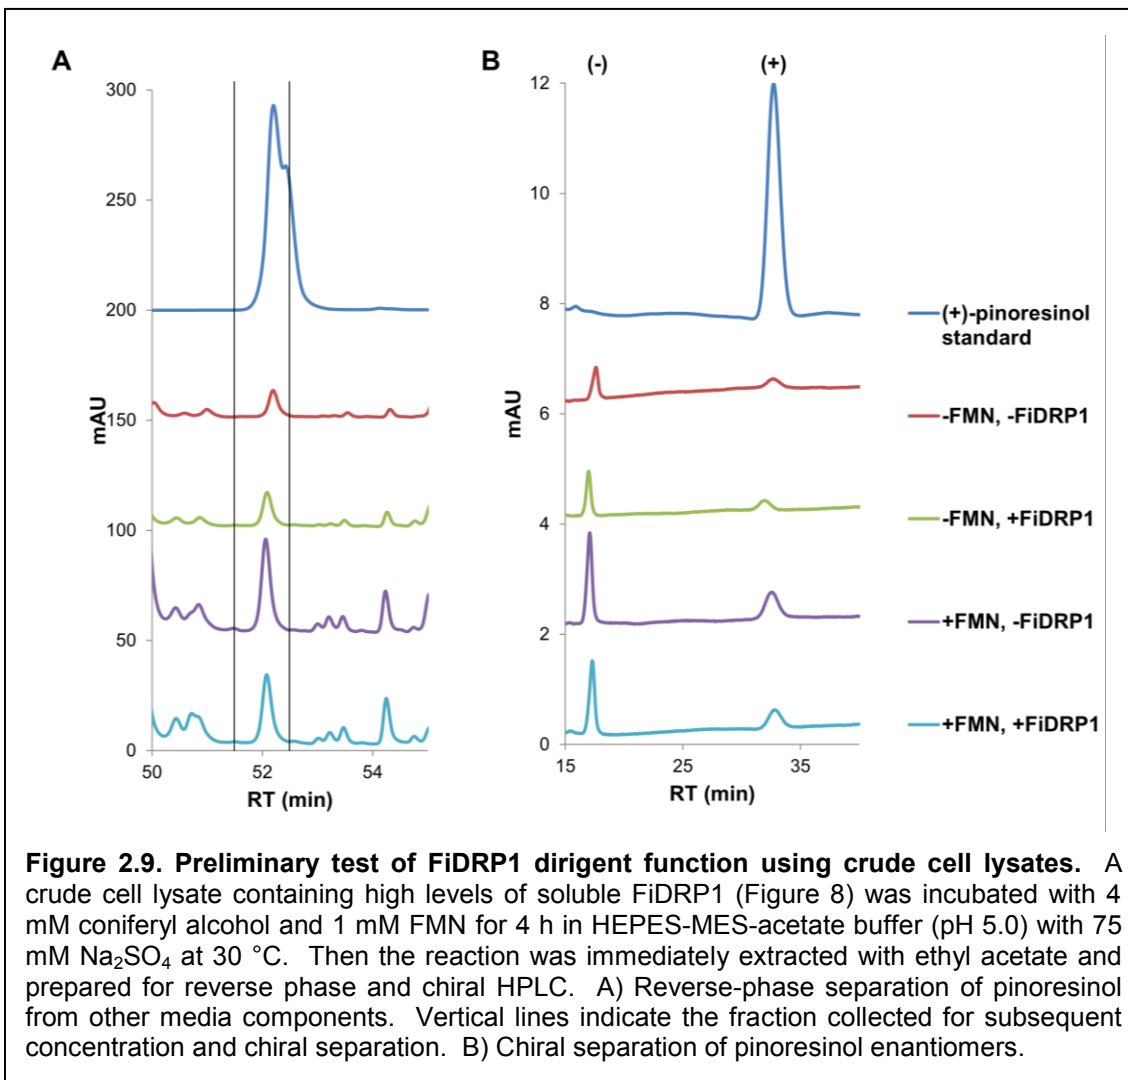 A
B
(-)
(+)
300
250
200
150
100
50
0
mAU
50
52
54
RT (min)
12
10
8
6
4
2
0
mAU
15
25
35
RT (min)
(+)-pinoresinol
standard
-FMN, -FiDRP1
-FMN, +FiDRP1
+FMN, -FiDRP1
+FMN, +FiDRP1
Figure 2.9. Preliminary test of FiDRP1 dirigent function using crude cell lysates. A
crude cell lysate containing high levels of soluble FiDRP1 (Figure 8) was incubated with 4
mM coniferyl alcohol and 1 mM FMN for 4 h in HEPES-MES-acetate buffer (pH 5.0) with 75
mM Na₂SO₄ at 30 °C. Then the reaction was immediately extracted with ethyl acetate and
prepared for reverse phase and chiral HPLC. A) Reverse-phase separation of pinoresinol
from other media components. Vertical lines indicate the fraction collected for subsequent
concentration and chiral separation. B) Chiral separation of pinoresinol enantiomers.